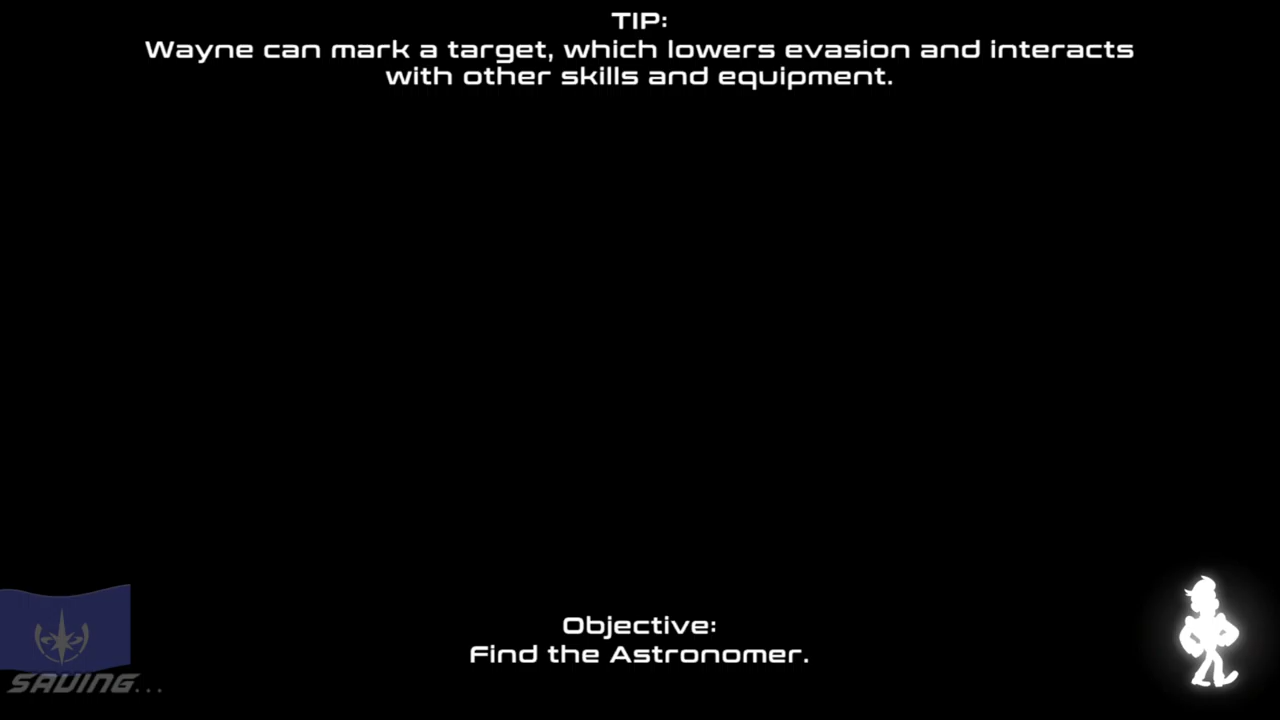 TIP:
Wayne can mark a target, which lowers evasion and interacts
with other skills and equipment.
Objective:
Find the Astronomer.
SAVING...